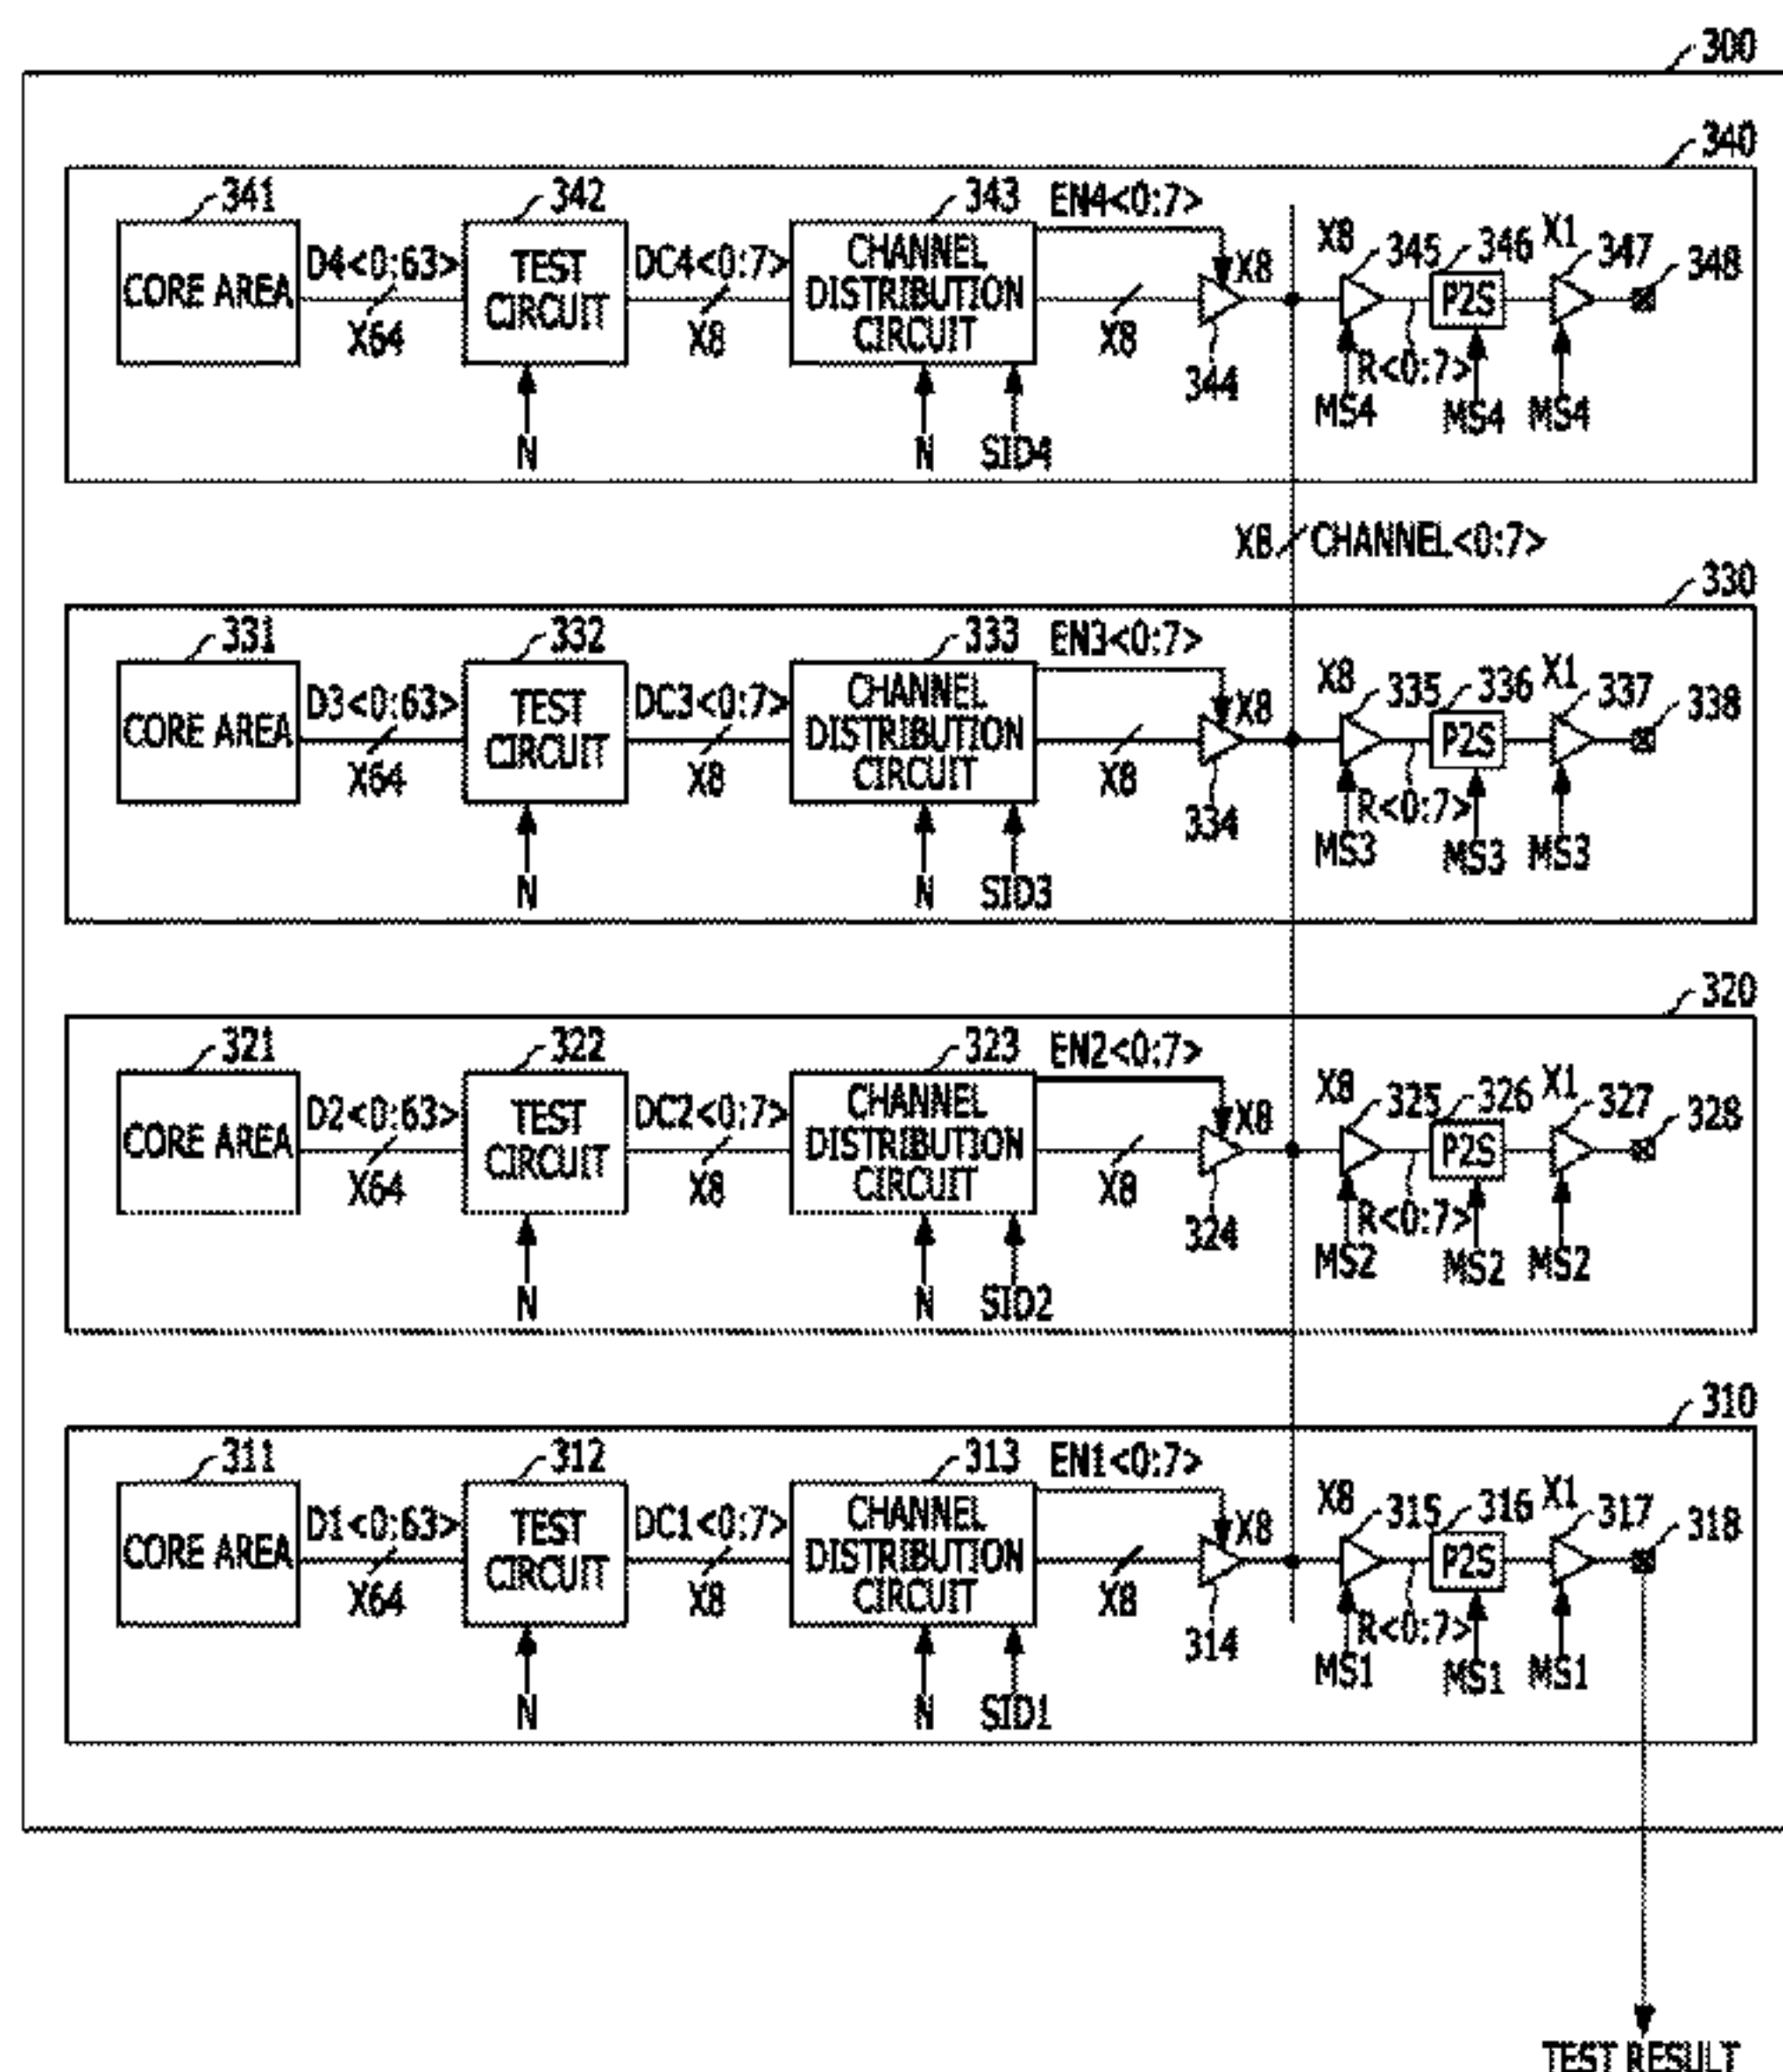 300
340
341
342
343
EN4<0:7>
CORE AREA
D4<0:63>
X64
TEST
CIRCUIT
DC4<0:7>
X8
CHANNEL
DISTRIBUTION
CIRCUIT
X8
X8
344
X8
345
346
X1
347
348
P2S
R<0:7>
MS4
MS4
MS4
N
N
SID4
X8
CHANNEL<0:7>
330
331
332
333
EN3<0:7>
CORE AREA
D3<0:63>
X64
TEST
CIRCUIT
DC3<0:7>
X8
CHANNEL
DISTRIBUTION
CIRCUIT
X8
X8
334
X8
335
336
X1
337
338
P2S
R<0:7>
MS3
MS3
MS3
N
N
SID3
320
321
322
323
EN2<0:7>
CORE AREA
D2<0:63>
X64
TEST
CIRCUIT
DC2<0:7>
X8
CHANNEL
DISTRIBUTION
CIRCUIT
X8
X8
324
X8
325
326
X1
327
328
P2S
R<0:7>
MS2
MS2
MS2
N
N
SID2
310
311
312
313
EN1<0:7>
CORE AREA
D1<0:63>
X64
TEST
CIRCUIT
DC1<0:7>
X8
CHANNEL
DISTRIBUTION
CIRCUIT
X8
X8
314
X8
315
316
X1
317
318
P2S
R<0:7>
MS1
MS1
MS1
N
N
SID1
TEST RESULT